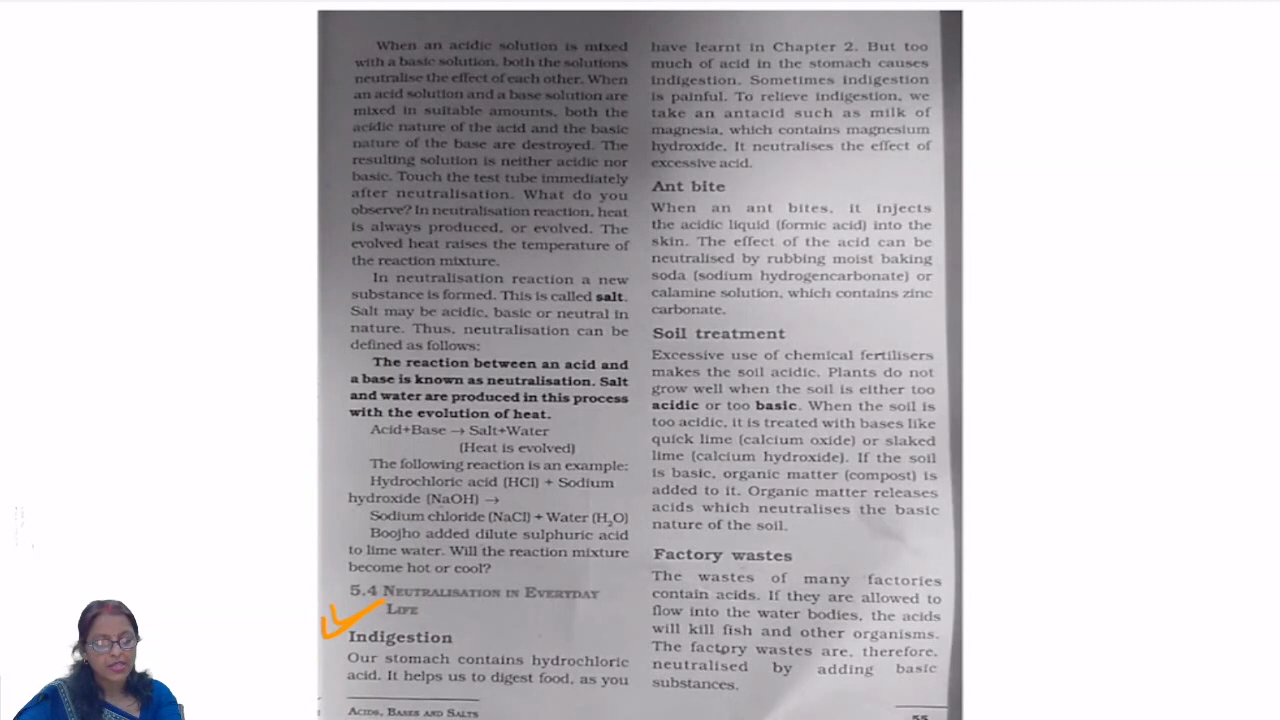 When an acidic solution is mixed
with a basic solution, both the solutions
neutralise the effect of each other. When
an acid solution and a base solution are
mixed in suitable amounts, both the
acidic nature of the acid and the basic
nature of the base are destroyed. The
resulting solution is neither acidic nor
basic. Touch the test tube immediately
after neutralisation. What do you
observe? In neutralisation reaction, heat
is always produced, or evolved. The
evolved heat raises the temperature of
the reaction mixture.
In neutralisation reaction a new
substance is formed. This is called salt.
Salt may be acidic, basic or neutral in
nature. Thus, neutralisation can be
defined as follows:
The reaction between an acid and
a base is known as neutralisation. Salt
and water are produced in this process
with the evolution of heat.
Acid+Base → Salt+Water
(Heat is evolved)
The following reaction is an example:
Hydrochloric acid (HCl) + Sodium
hydroxide (NaOH) →
Sodium chloride (NaCl) + Water (H₂O)
Boojho added dilute sulphuric acid
to lime water. Will the reaction mixture
become hot or cool?
5.4 NEUTRALISATION IN EVERYDAY
LIFE
Indigestion
Our stomach contains hydrochloric
acid. It helps us to digest food, as you
ACIDS, BASES AND SALTS
have learnt in Chapter 2. But too
much of acid in the stomach causes
indigestion. Sometimes indigestion
is painful. To relieve indigestion, we
take an antacid such as milk of
magnesia, which contains magnesium
hydroxide. It neutralises the effect of
excessive acid.
Ant bite
When an ant bites, it injects
the acidic liquid (formic acid) into the
skin. The effect of the acid can be
neutralised by rubbing moist baking
soda (sodium hydrogencarbonate) or
calamine solution, which contains zinc
carbonate.
Soil treatment
Excessive use of chemical fertilisers
makes the soil acidic. Plants do not
grow well when the soil is either too
acidic or too basic. When the soil is
too acidic, it is treated with bases like
quick lime (calcium oxide) or slaked
lime (calcium hydroxide). If the soil
is basic, organic matter (compost) is
added to it. Organic matter releases
acids which neutralises the basic
nature of the soil.
Factory wastes
The wastes of many factories
contain acids. If they are allowed to
flow into the water bodies, the acids
will kill fish and other organisms.
The factory wastes are, therefore,
neutralised by adding basic
substances.
55